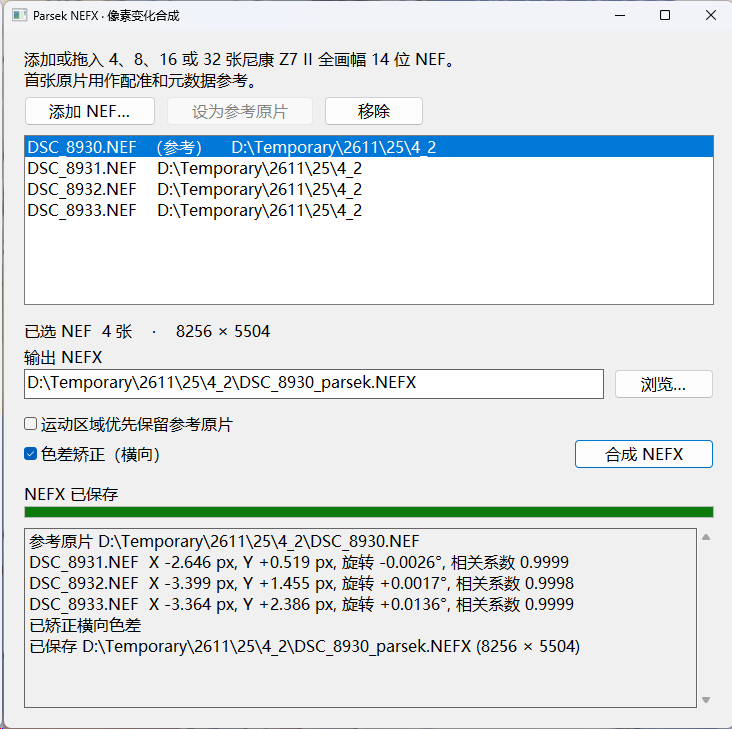 Parsek NEFX · 像素变化合成
添加或拖入 4、8、16 或 32 张尼康 Z7 II 全画幅 14 位 NEF。
首张原片用作配准和元数据参考。
添加 NEF... 设为参考原片 移除
DSC_8930.NEF (参考) D:\Temporary\2611\25\4_2
DSC_8931.NEF D:\Temporary\2611\25\4_2
DSC_8932.NEF D:\Temporary\2611\25\4_2
DSC_8933.NEF D:\Temporary\2611\25\4_2
已选 NEF 4 张 · 8256 × 5504
输出 NEFX
D:\Temporary\2611\25\4_2\DSC_8930_parsek.NEFX 浏览...
运动区域优先保留参考原片
色差矫正（横向） 合成 NEFX
NEFX 已保存
参考原片 D:\Temporary\2611\25\4_2\DSC_8930.NEF
DSC_8931.NEF X -2.646 px, Y +0.519 px, 旋转 -0.0026°, 相关系数 0.9999
DSC_8932.NEF X -3.399 px, Y +1.455 px, 旋转 +0.0017°, 相关系数 0.9998
DSC_8933.NEF X -3.364 px, Y +2.386 px, 旋转 +0.0136°, 相关系数 0.9999
已矫正横向色差
已保存 D:\Temporary\2611\25\4_2\DSC_8930_parsek.NEFX (8256 × 5504)